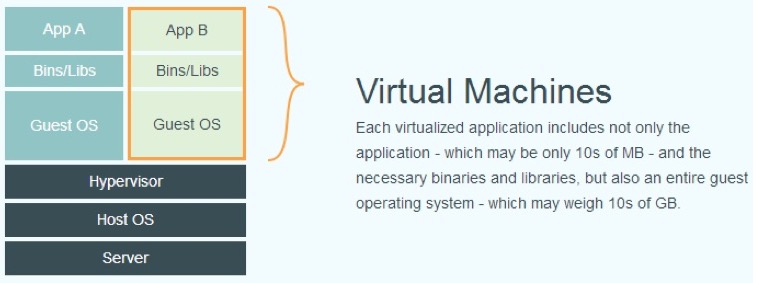 App A
App B
Bins/Libs
Bins/Libs
Guest OS
Guest OS
Hypervisor
Host OS
Server
Virtual Machines
Each virtualized application includes not only the
application - which may be only 10s of MB - and the
necessary binaries and libraries, but also an entire guest
operating system - which may weigh 10s of GB.